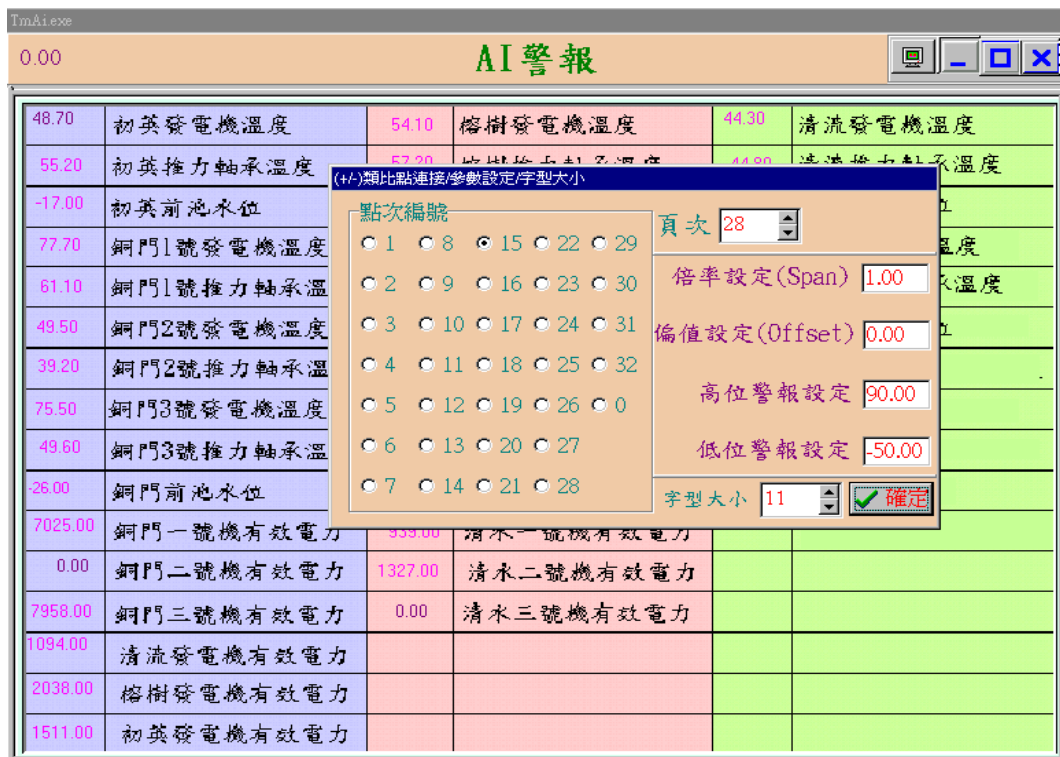 TmAi.exe
0.00 AI警報
48.70 初英發電機溫度 54.10 榕樹發電機溫度 44.30 清流發電機溫度
55.20 初英推力軸承溫度 57.20 44.80
-17.00 初英前池水位
77.70 銅門1號發電機溫度
61.10 銅門1號推力軸承溫
49.50 銅門2號發電機溫度
39.20 銅門2號推力軸承溫
75.50 銅門3號發電機溫度
49.60 銅門3號推力軸承溫
-26.00 銅門前池水位
7025.00 銅門一號機有效電力 939.00 清水一號機有效電力
0.00 銅門二號機有效電力 1327.00 清水二號機有效電力
7958.00 銅門三號機有效電力 0.00 清水三號機有效電力
1094.00 清流發電機有效電力
2038.00 榕樹發電機有效電力
1511.00 初英發電機有效電力
(+/-)類比點連接/參數設定/字型大小
點次編號
1 8 15 22 29
2 9 16 23 30
3 10 17 24 31
4 11 18 25 32
5 12 19 26 0
6 13 20 27
7 14 21 28
頁次 28
倍率設定(Span) 1.00
偏值設定(Offset) 0.00
高位警報設定 90.00
低位警報設定 -50.00
字型大小 11 確定